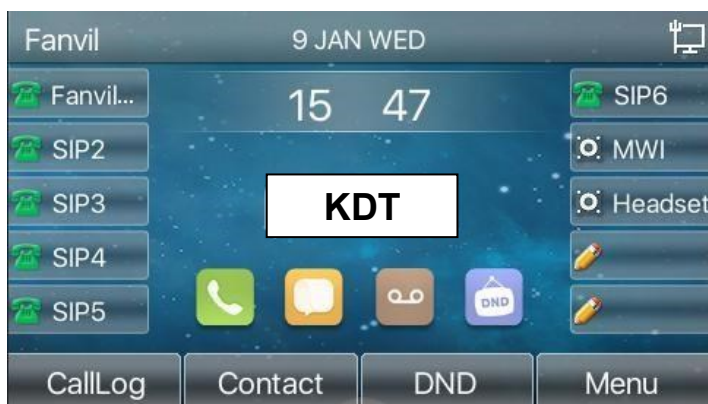 Fanvil 9 JAN WED
Fanvil... 15 47 SIP6
SIP2 MWI
SIP3 KDT Headset
SIP4
SIP5 DND
CallLog Contact DND Menu